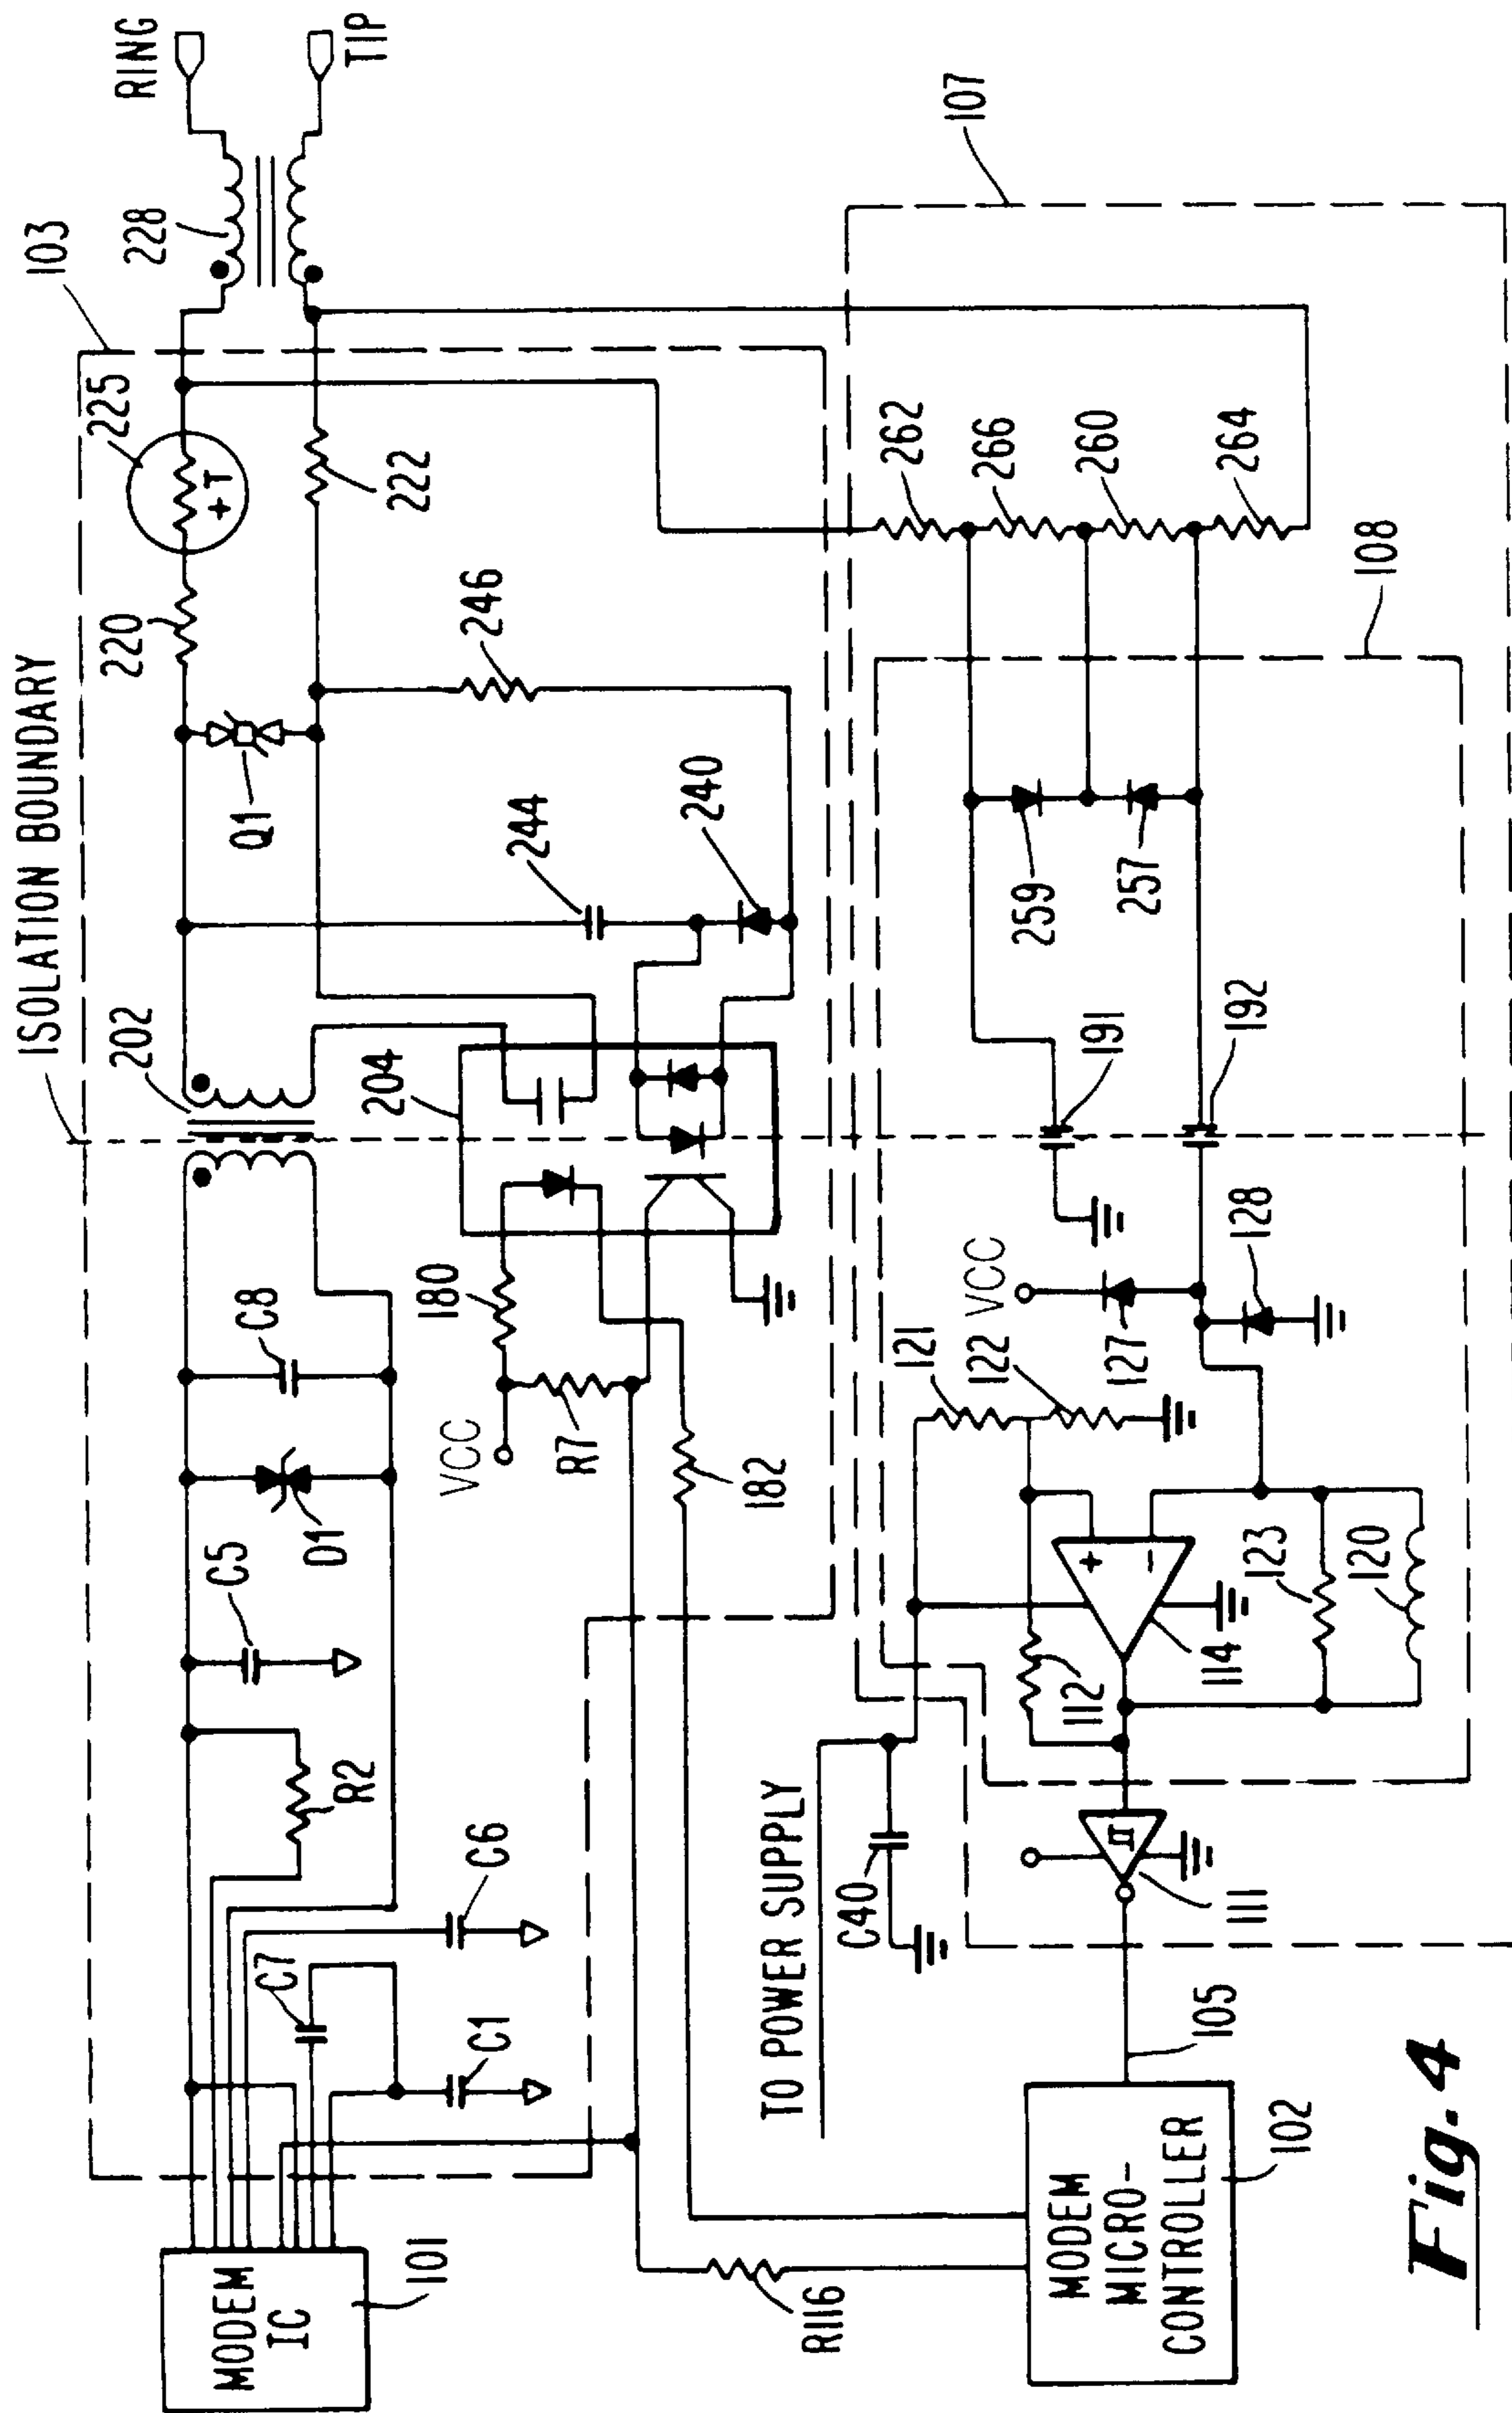 ISOLATION BOUNDARY
103
RING
TIP
228
225
+T
220
222
202
Q1
246
244
240
204
C8
D1
C5
R2
C6
C7
C1
180
VCC
R7
182
MODEM
IC
101
R116
107
262
266
260
264
108
259
257
191
192
VCC
127
128
121
122
+
−
123
120
114
112
TO POWER SUPPLY
C40
111
105
MODEM
MICRO-
CONTROLLER
102
Fig. 4